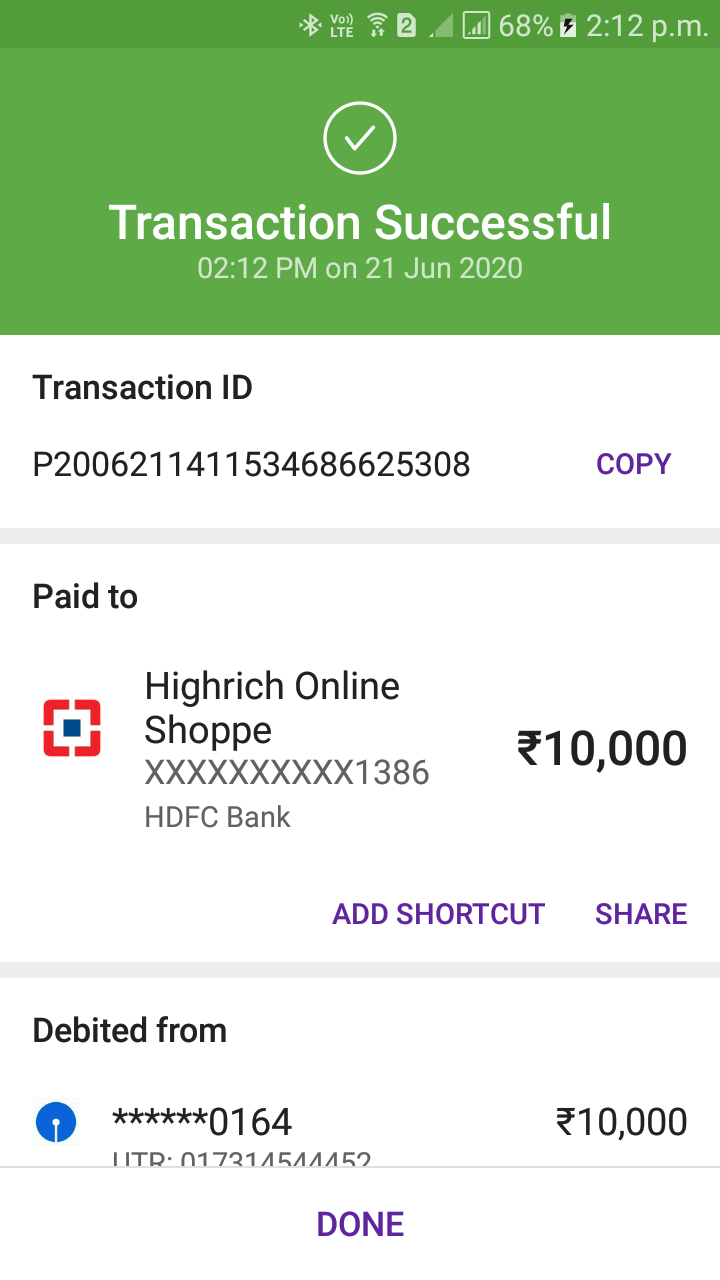 Vo))
LTE 2 68% 2:12 p.m.
Transaction Successful
02:12 PM on 21 Jun 2020
Transaction ID
P2006211411534686625308 COPY
Paid to
Highrich Online
Shoppe
XXXXXXXXXX1386
₹10,000
HDFC Bank
ADD SHORTCUT SHARE
Debited from
******0164 ₹10,000
UTR: 017314544452
DONE